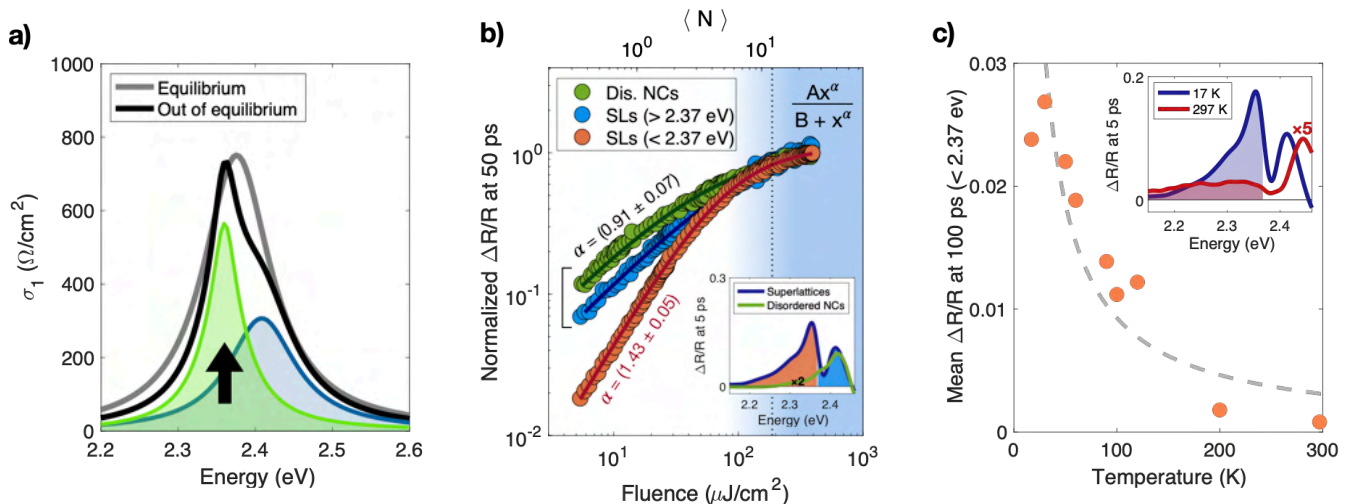 a)
1000
800
600
400
200
0
σ₁ (Ω/cm²)
Equilibrium
Out of equilibrium
2.2 2.3 2.4 2.5 2.6
Energy (eV)
b)
⟨ N ⟩
10⁰ 10¹
Dis. NCs
SLs (> 2.37 eV)
SLs (< 2.37 eV)
Ax^α
B + x^α
10⁰
10⁻¹
10⁻²
Normalized ΔR/R at 50 ps
α = (0.91 ± 0.07)
α = (1.43 ± 0.05)
0.3
0
ΔR/R at 5 ps
Superlattices
Disordered NCs
×2
2.2 2.3 2.4
Energy (eV)
10¹ 10² 10³
Fluence (μJ/cm²)
c)
0.03
0.02
0.01
0
Mean ΔR/R at 100 ps (< 2.37 ev)
0.2
0
ΔR/R at 5 ps
17 K
297 K
×5
2.2 2.3 2.4
Energy (eV)
0 100 200 300
Temperature (K)